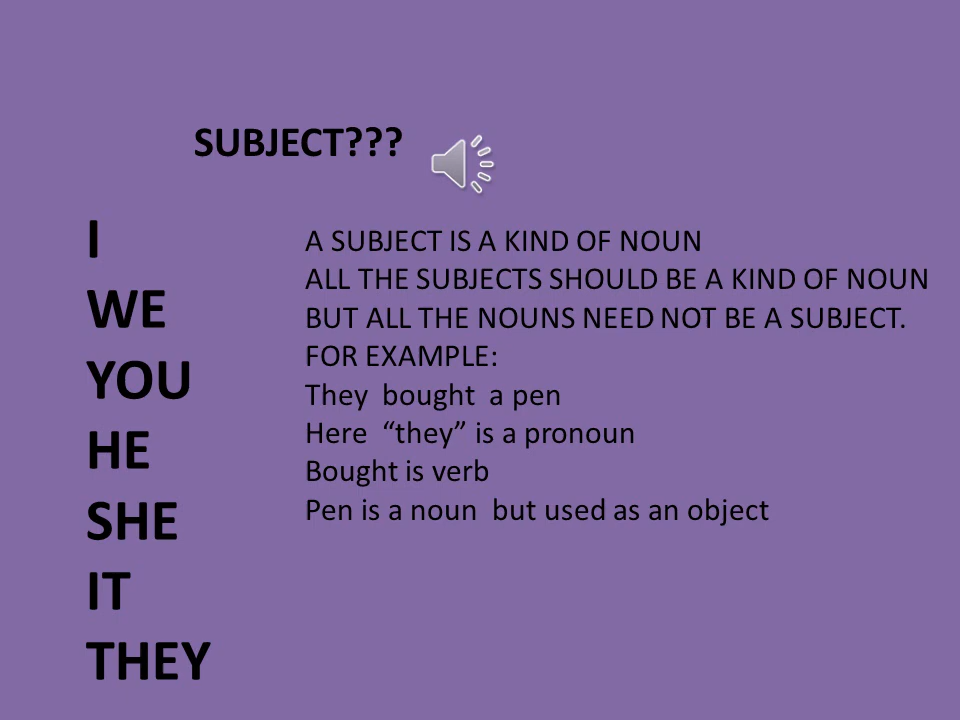 SUBJECT???
I
WE
YOU
HE
SHE
IT
THEY
A SUBJECT IS A KIND OF NOUN
ALL THE SUBJECTS SHOULD BE A KIND OF NOUN
BUT ALL THE NOUNS NEED NOT BE A SUBJECT.
FOR EXAMPLE:
They bought a pen
Here “they” is a pronoun
Bought is verb
Pen is a noun but used as an object